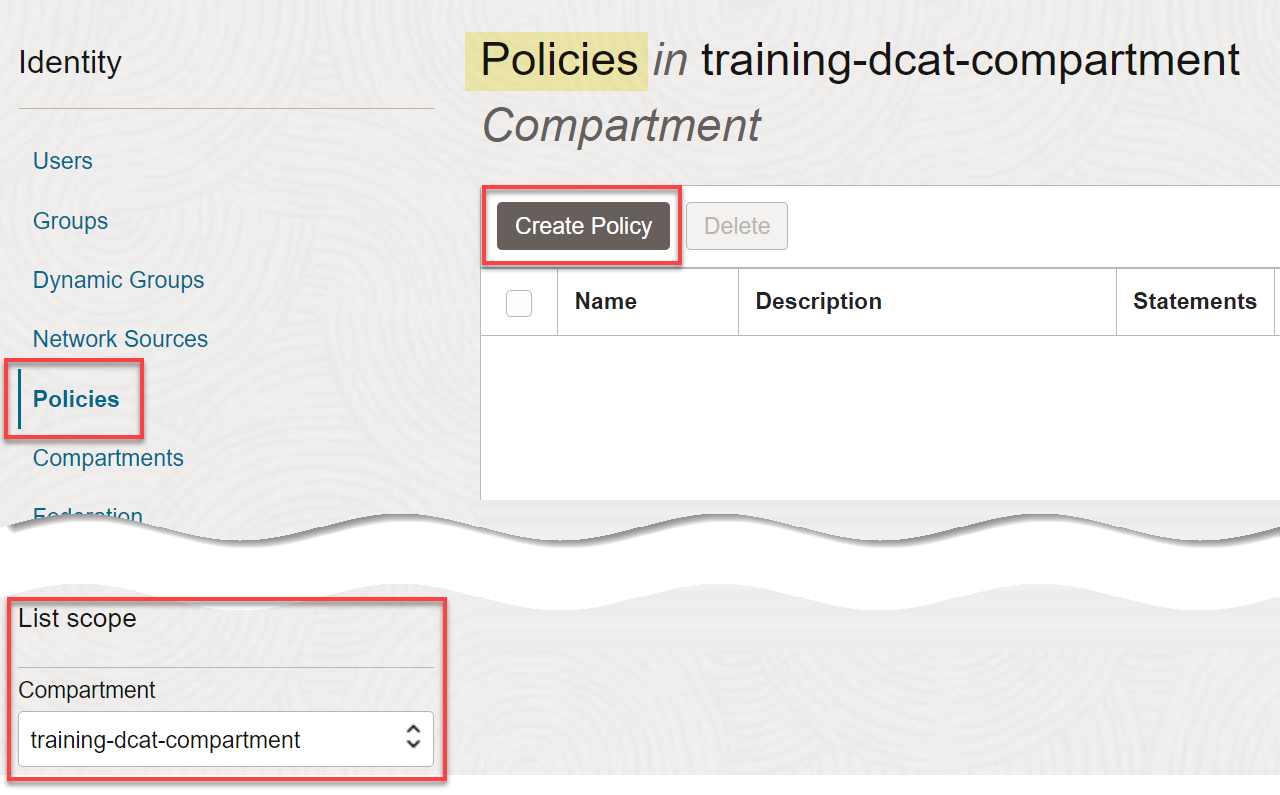 Identity
Users
Groups
Dynamic Groups
Network Sources
Policies
Compartments
Federation
List scope
Compartment
training-dcat-compartment
Policies in training-dcat-compartment
Compartment
Create Policy Delete
Name Description Statements